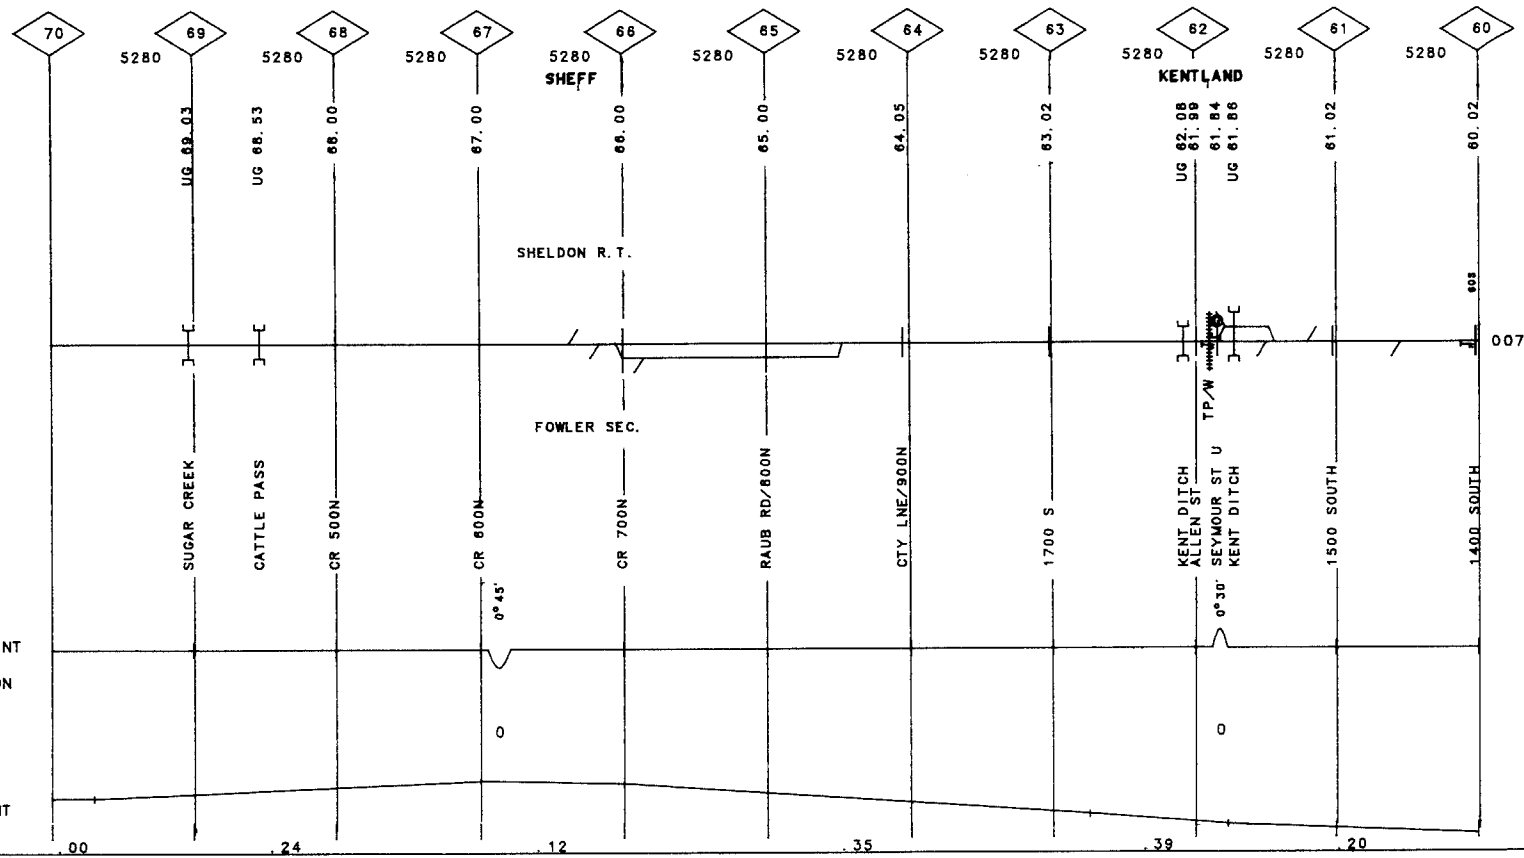 70 69 68 67 66 65 64 63 62 61 60
5280 5280 5280 5280 5280 5280 5280 5280 5280 5280
SHEFF
KENTLAND
UG 69.03
UG 68.53
68.00
67.00
66.00
65.00
64.05
63.02
UG 62.08
61.99
61.84
UG 61.86
61.02
60.02
SHELDON R.T.
60S
007
TP/W
FOWLER SEC.
SUGAR CREEK
CATTLE PASS
CR 500N
CR 600N
CR 700N
RAUB RD/800N
CTY LNE/900N
1700 S
KENT DITCH
ALLEN ST
SEYMOUR ST U
KENT DITCH
1500 SOUTH
1400 SOUTH
0°45'
0°30'
NT
ON
0
0
NT
.00 .24 .12 .35 .39 .20